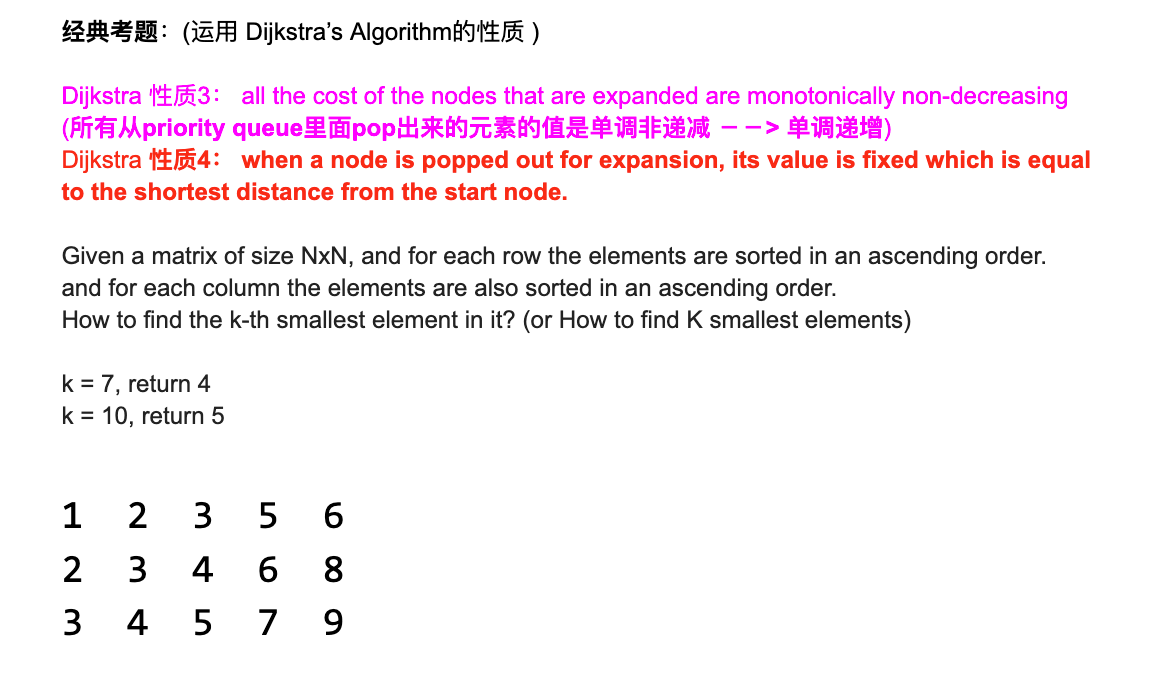 经典考题：(运用 Dijkstra’s Algorithm的性质 )
Dijkstra 性质3： all the cost of the nodes that are expanded are monotonically non-decreasing
(所有从priority queue里面pop出来的元素的值是单调非递减 －－> 单调递增)
Dijkstra 性质4： when a node is popped out for expansion, its value is fixed which is equal
to the shortest distance from the start node.
Given a matrix of size NxN, and for each row the elements are sorted in an ascending order.
and for each column the elements are also sorted in an ascending order.
How to find the k-th smallest element in it? (or How to find K smallest elements)
k = 7, return 4
k = 10, return 5
1 2 3 5 6
2 3 4 6 8
3 4 5 7 9